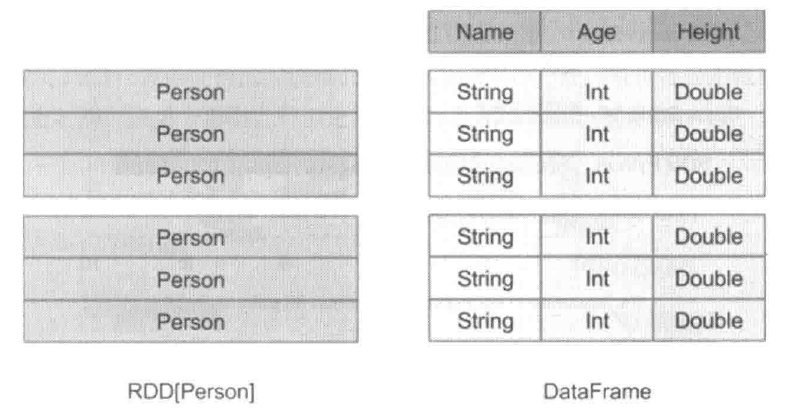 Name Age Height
Person String Int Double
Person String Int Double
Person String Int Double
Person String Int Double
Person String Int Double
Person String Int Double
RDD[Person] DataFrame